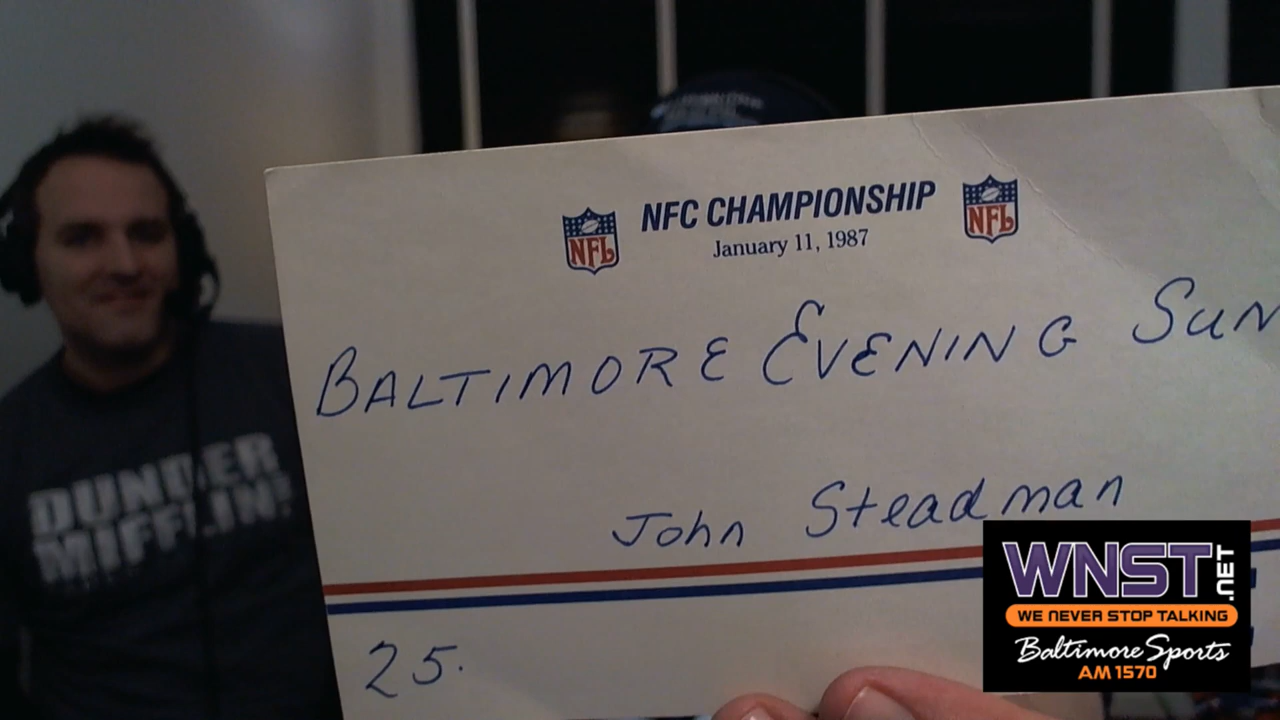 NFL
NFC CHAMPIONSHIP
NFL
January 11, 1987
BALTIMORE EVENING SUN
John Steadman
25.
DUNDER
MIFFLIN
WNST.NET
WE NEVER STOP TALKING
Baltimore Sports
AM 1570